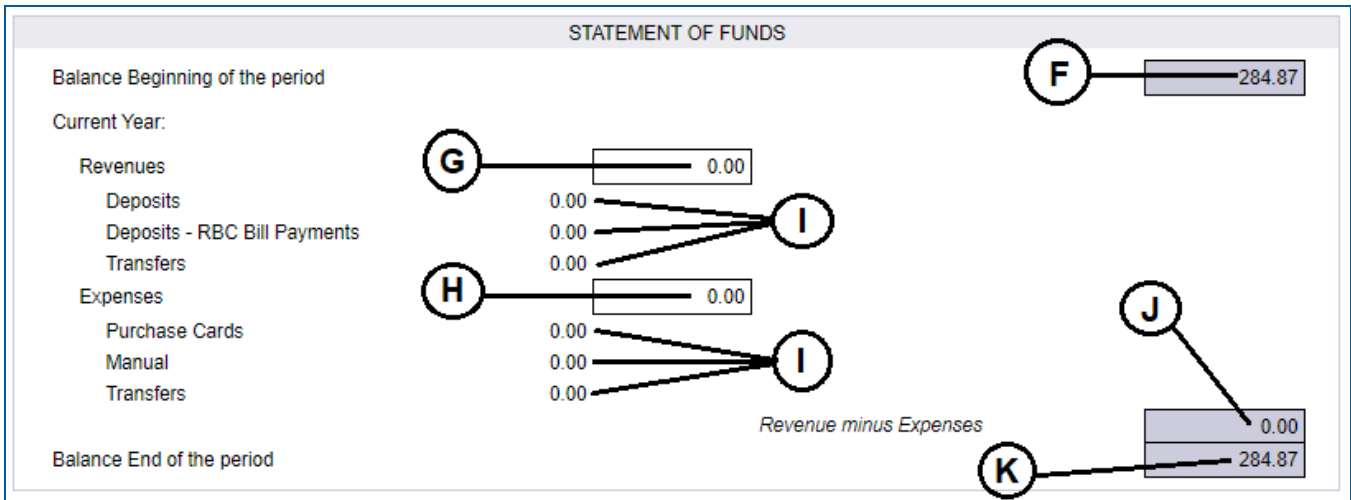 STATEMENT OF FUNDS
Balance Beginning of the period F 284.87
Current Year:
Revenues G 0.00
Deposits 0.00
I
Deposits - RBC Bill Payments 0.00
Transfers 0.00
Expenses H 0.00
J
Purchase Cards 0.00
Manual 0.00 I
Transfers 0.00
Revenue minus Expenses 0.00
Balance End of the period K 284.87